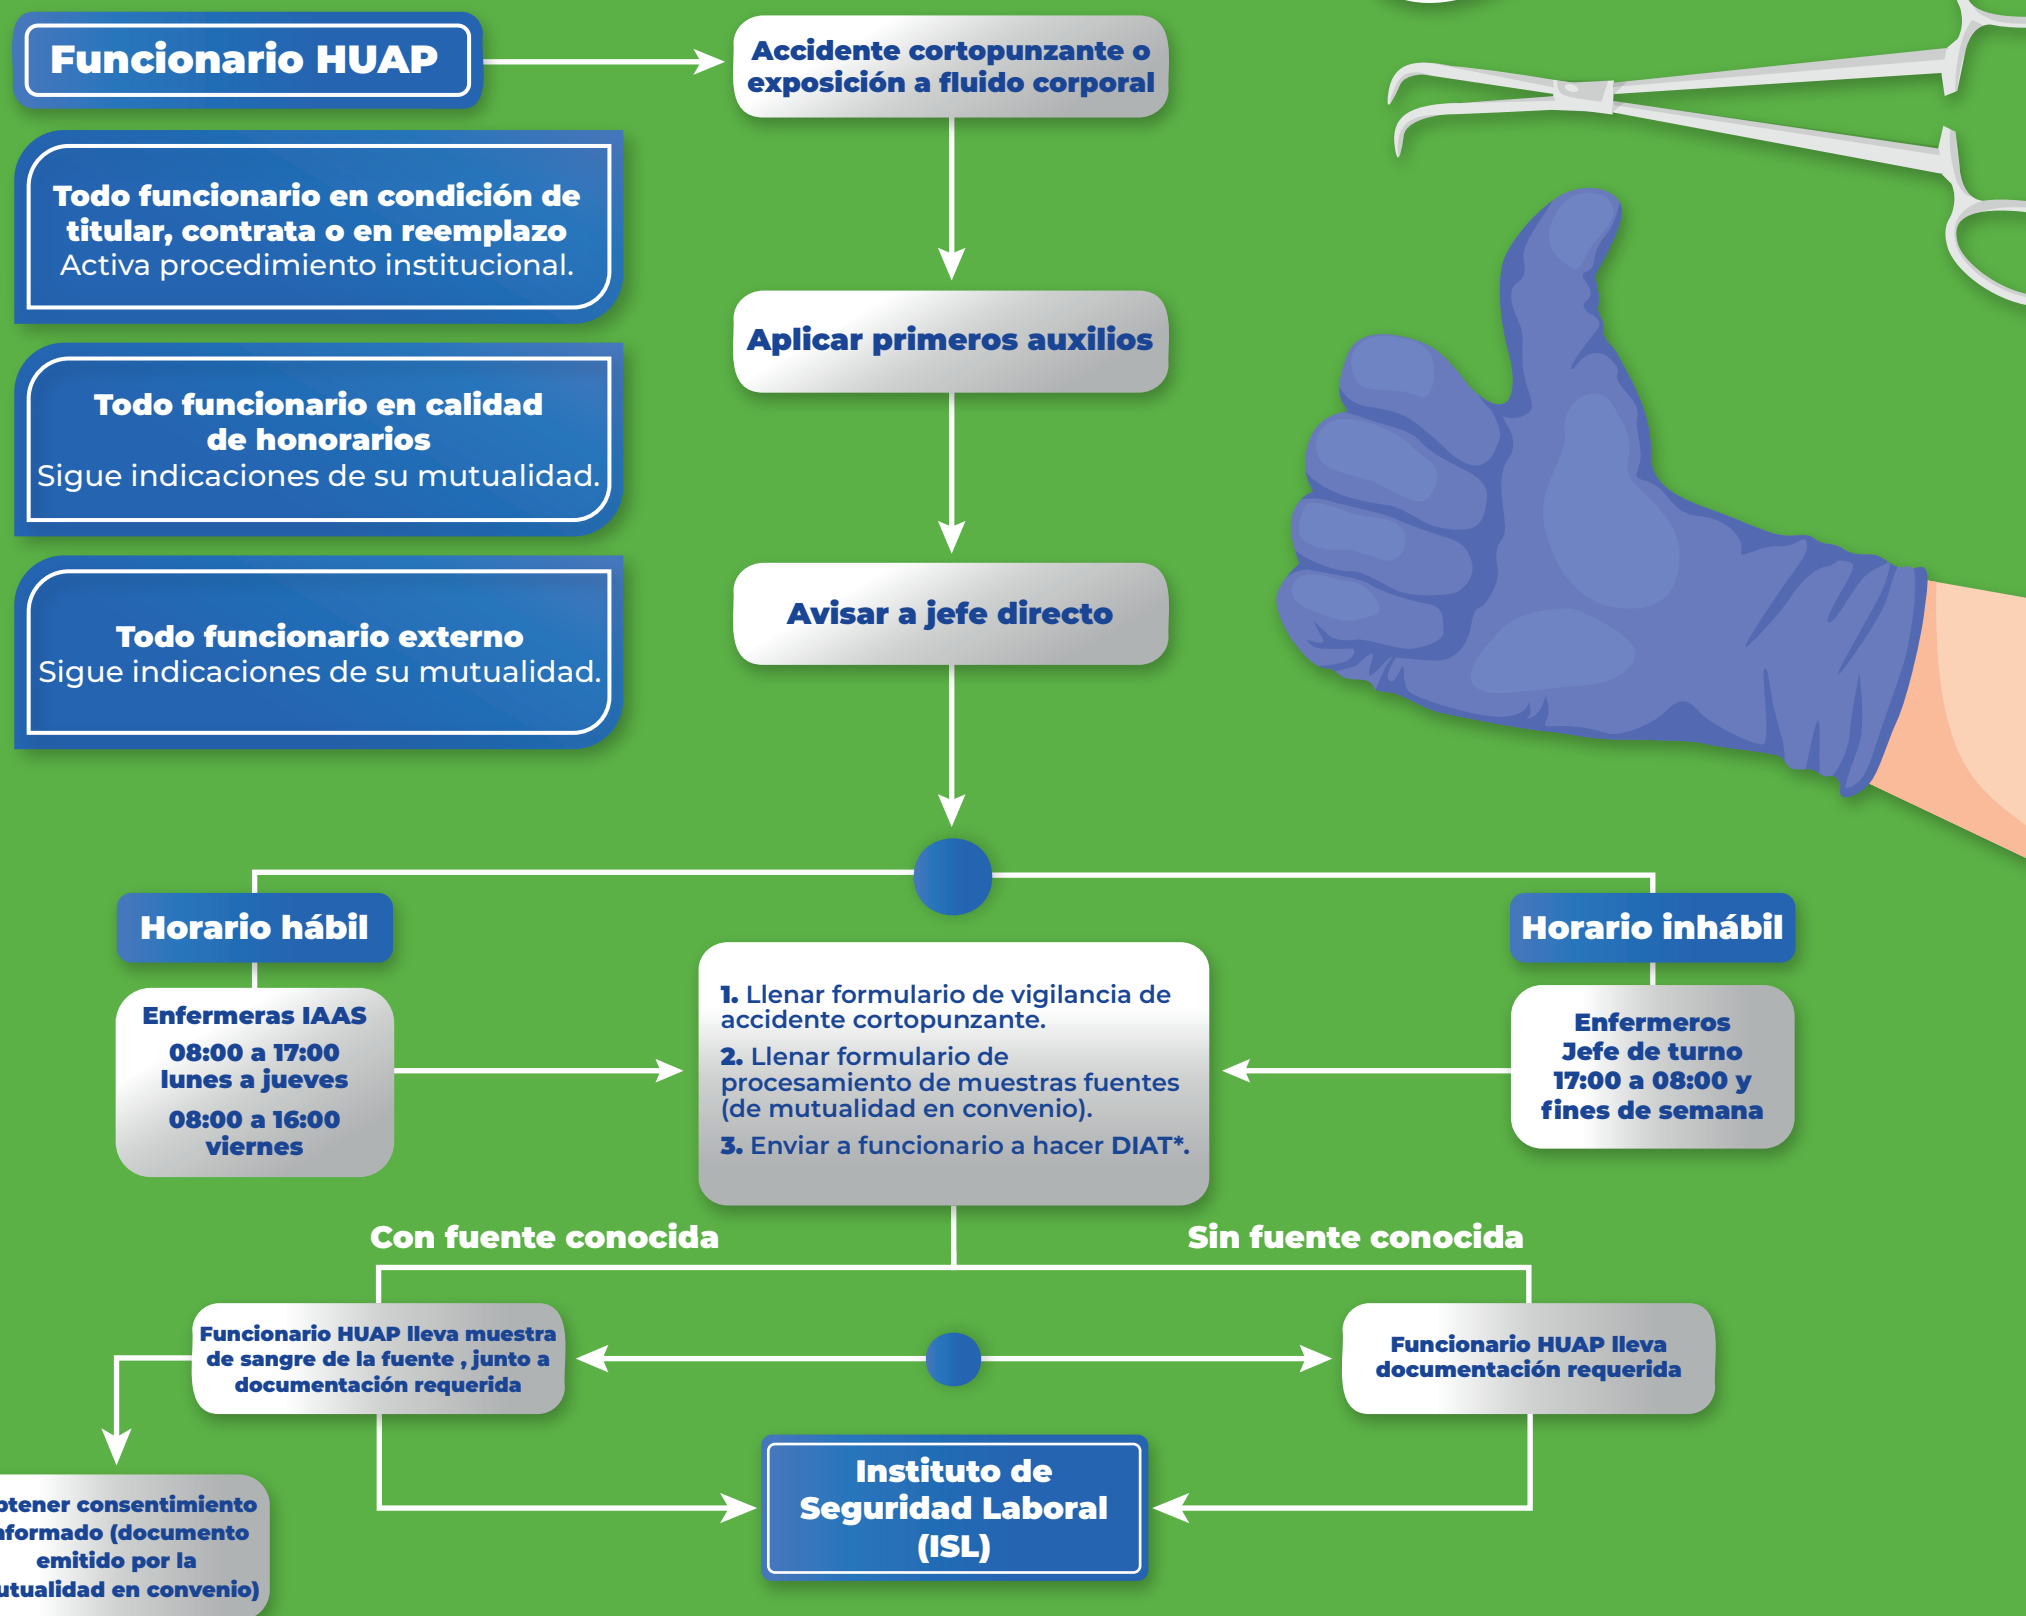 Funcionario HUAP
Accidente cortopunzante o
exposición a fluido corporal
Todo funcionario en condición de
titular, contrata o en reemplazo
Activa procedimiento institucional.
Aplicar primeros auxilios
Todo funcionario en calidad
de honorarios
Sigue indicaciones de su mutualidad.
Avisar a jefe directo
Todo funcionario externo
Sigue indicaciones de su mutualidad.
Horario hábil
Enfermeras IAAS
08:00 a 17:00
lunes a jueves
08:00 a 16:00
viernes
1. Llenar formulario de vigilancia de
accidente cortopunzante.
2. Llenar formulario de
procesamiento de muestras fuentes
(de mutualidad en convenio).
3. Enviar a funcionario a hacer DIAT*.
Horario inhábil
Enfermeros
Jefe de turno
17:00 a 08:00 y
fines de semana
Con fuente conocida
Sin fuente conocida
Funcionario HUAP lleva muestra
de sangre de la fuente , junto a
documentación requerida
Funcionario HUAP lleva
documentación requerida
Instituto de
Seguridad Laboral
(ISL)
consentimiento
(documento
emitido por la
en convenio)